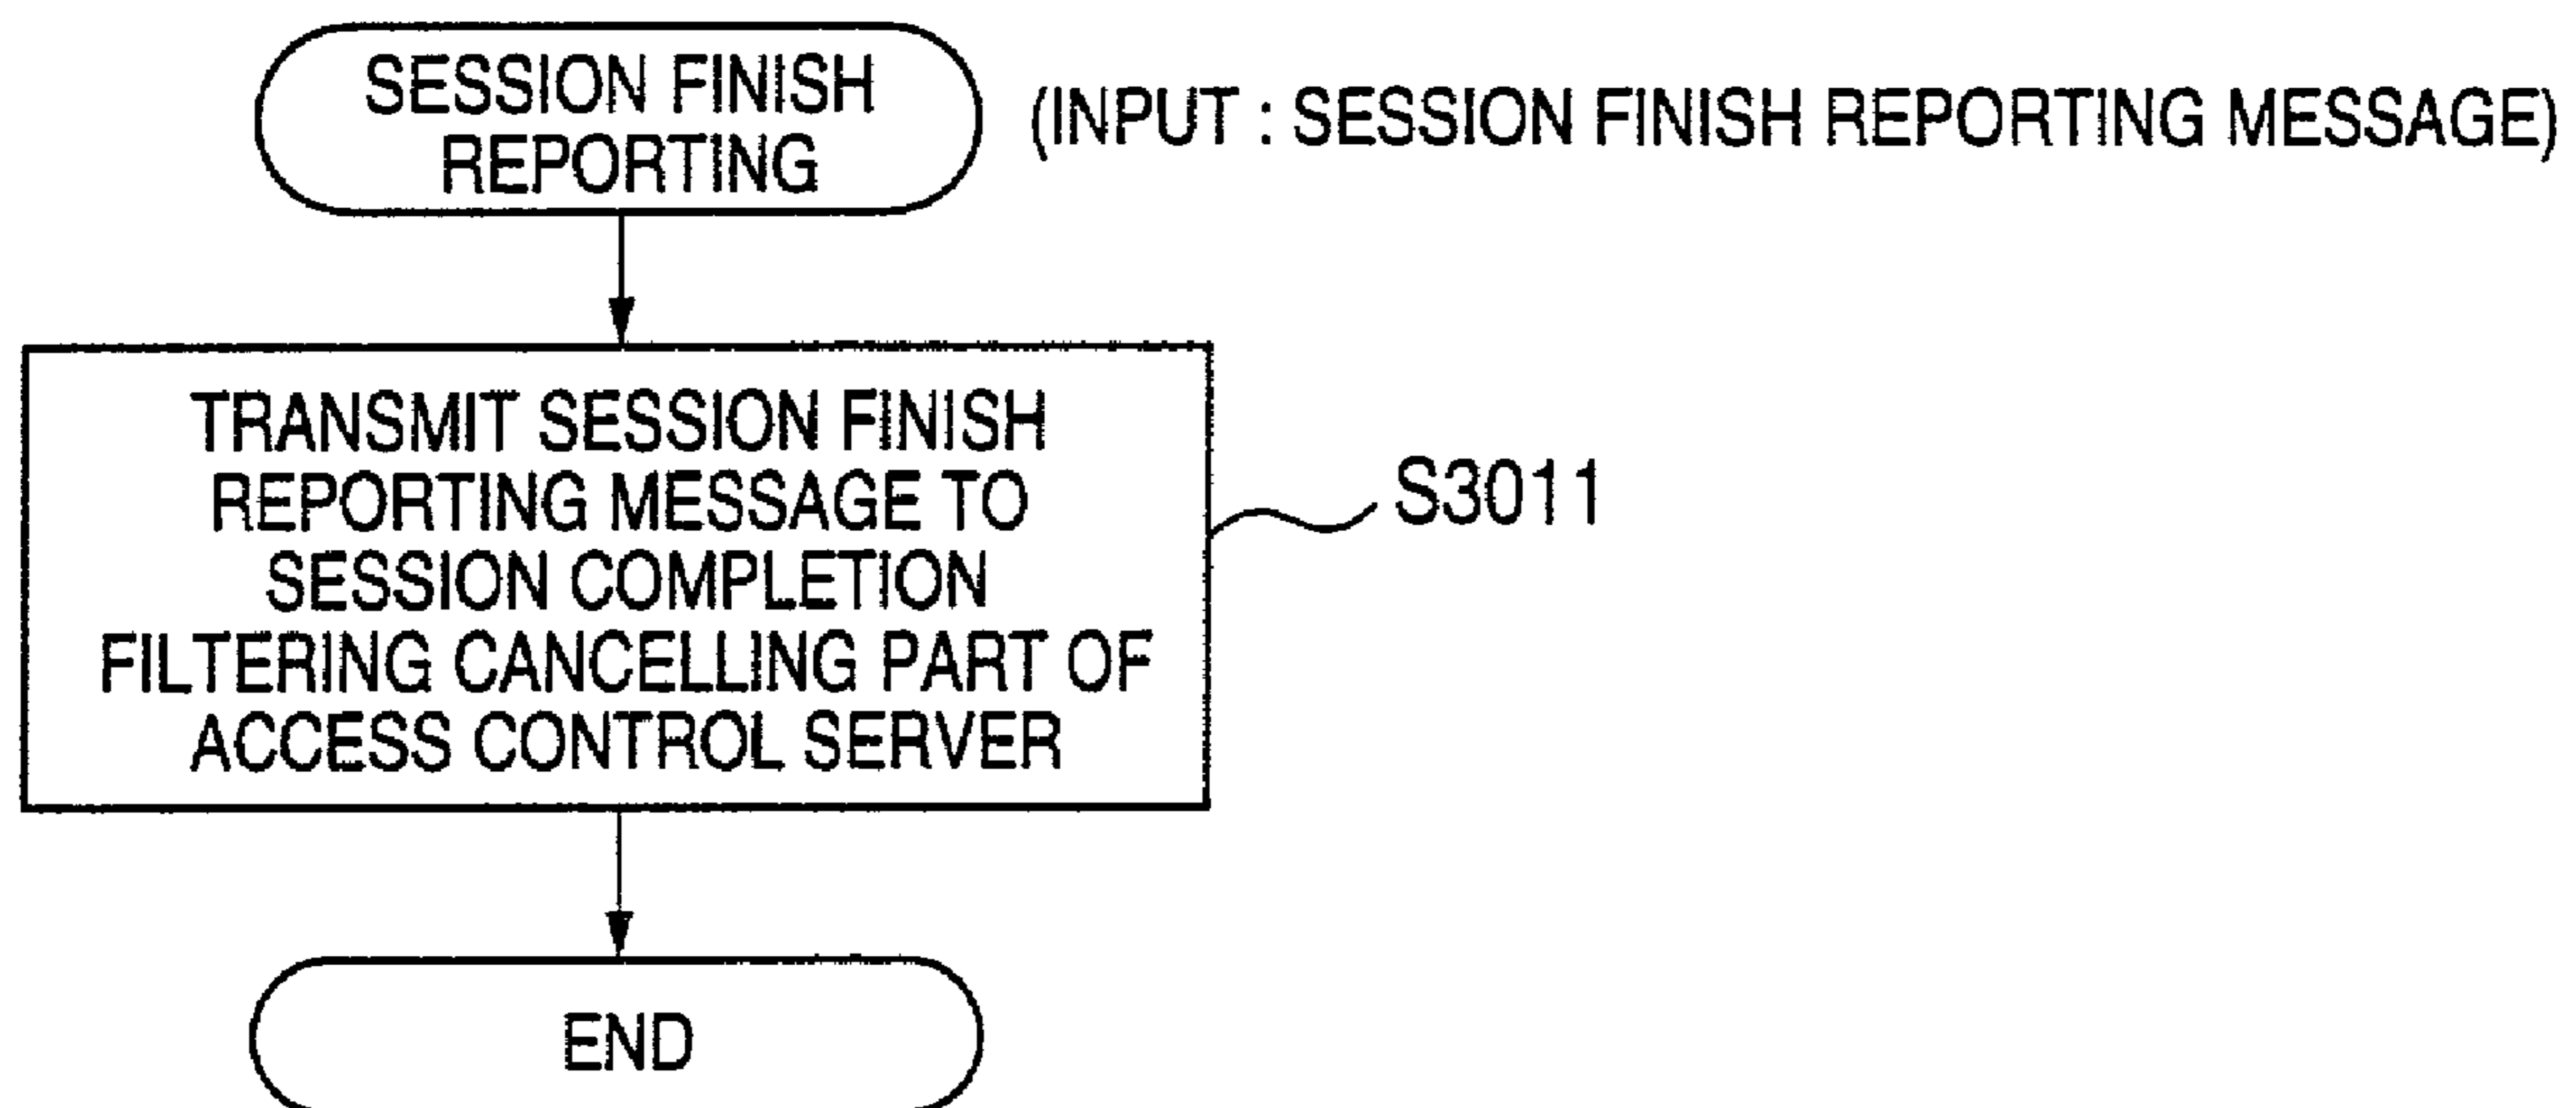 SESSION FINISH
REPORTING
(INPUT : SESSION FINISH REPORTING MESSAGE)
TRANSMIT SESSION FINISH
REPORTING MESSAGE TO
SESSION COMPLETION
FILTERING CANCELLING PART OF
ACCESS CONTROL SERVER
S3011
END